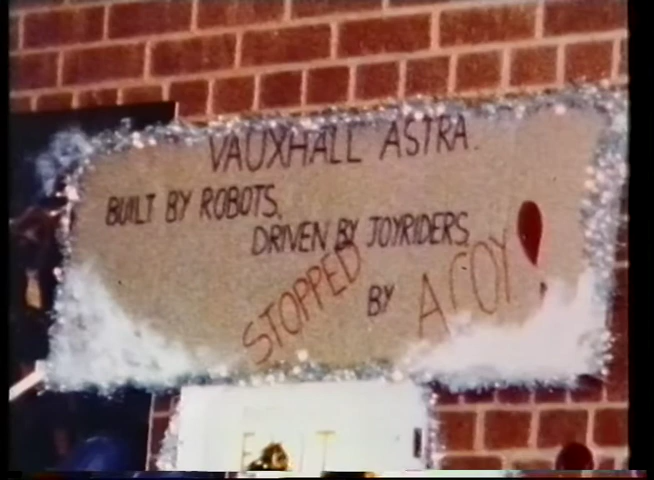 VAUXHALL ASTRA.
BUILT BY ROBOTS,
DRIVEN BY JOYRIDERS,
STOPPED BY A COY!